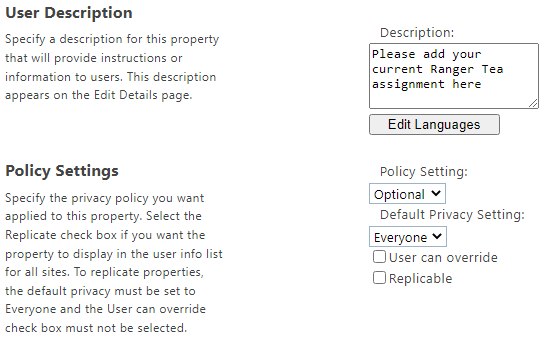 User Description
Specify a description for this property
that will provide instructions or
information to users. This description
appears on the Edit Details page.
Description:
Please add your
current Ranger Tea
assignment here
Edit Languages
Policy Settings
Specify the privacy policy you want
applied to this property. Select the
Replicate check box if you want the
property to display in the user info list
for all sites. To replicate properties,
the default privacy must be set to
Everyone and the User can override
check box must not be selected.
Policy Setting:
Optional
Default Privacy Setting:
Everyone
User can override
Replicable